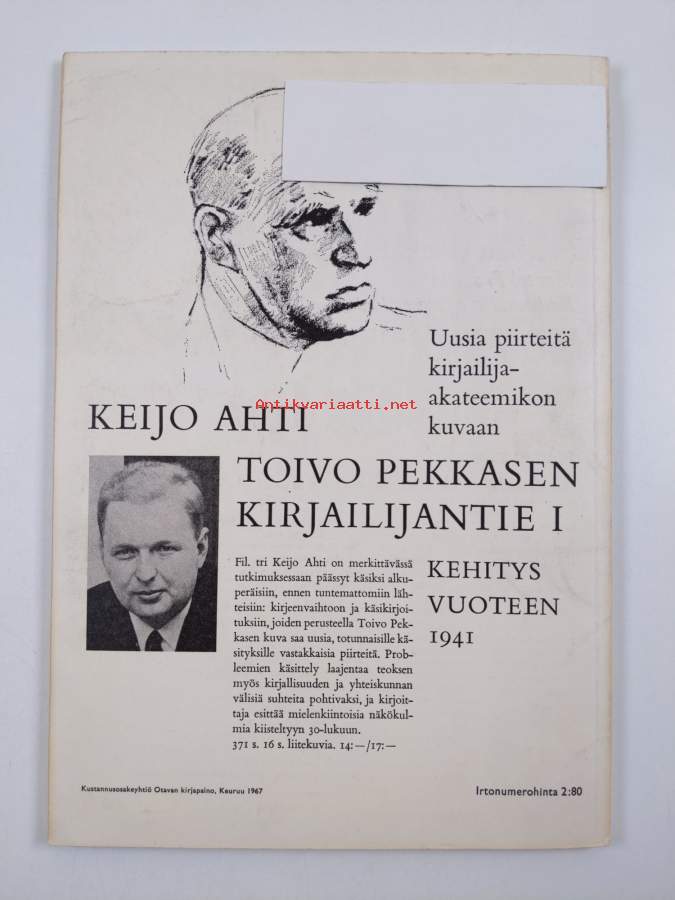 Uusia piirteitä
kirjailija-
akateemikon
kuvaan
Antikvariaatti.net
KEIJO AHTI
TOIVO PEKKASEN
KIRJAILIJANTIE I
Fil. tri Keijo Ahti on merkittävässä
tutkimuksessaan päässyt käsiksi alku-
peräisiin, ennen tuntemattomiin läh-
teisiin: kirjeenvaihtoon ja käsikirjoi-
tuksiin, joiden perusteella Toivo Pek-
kasen kuva saa uusia, totunnaisille kä-
sityksille vastakkaisia piirteitä. Prob-
leemien käsittely laajentaa teoksen
myös kirjallisuuden ja yhteiskunnan
välisiä suhteita pohtivaksi, ja kirjoit-
taja esittää mielenkiintoisia näkökul-
mia kiisteltyyn 30-lukuun.
371 s. 16 s. liitekuvia. 14:—/17:—
KEHITYS
VUOTEEN
1941
Kustannusosakeyhtiö Otavan kirjapaino, Keuruu 1967
Irtonumerohinta 2:80